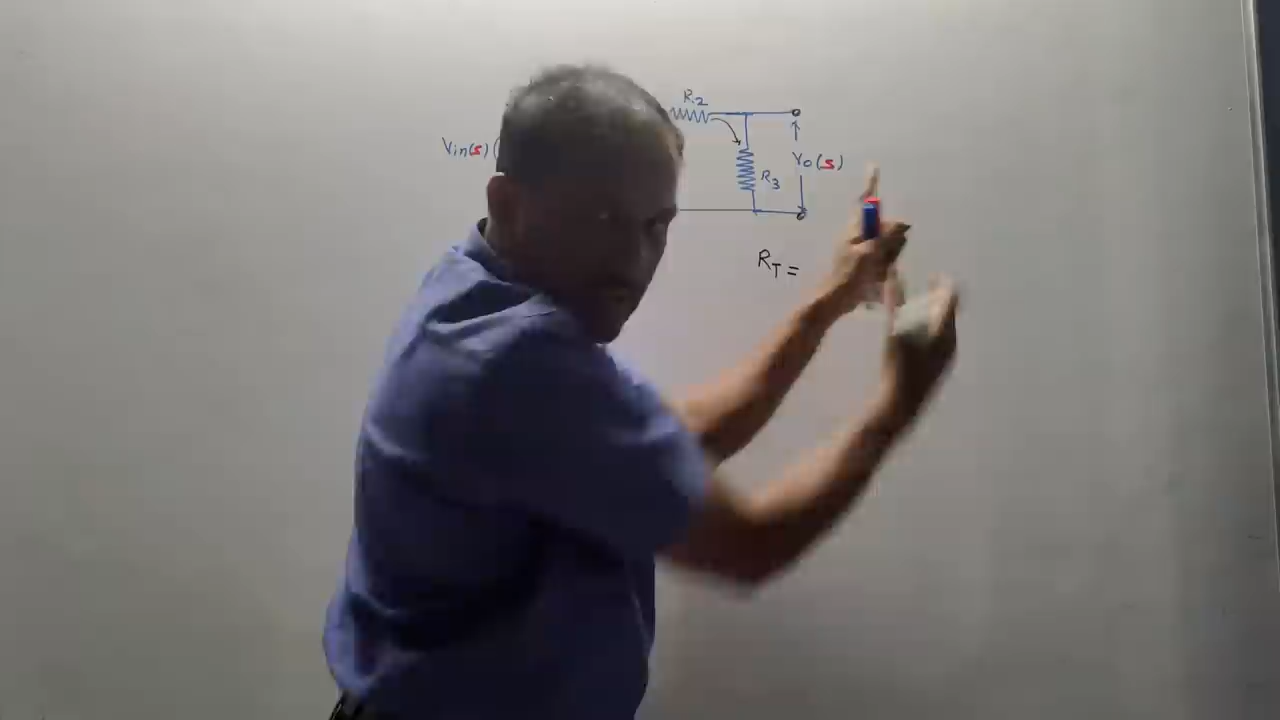 R2
Vin(s)
Vo(s)
R3
RT =